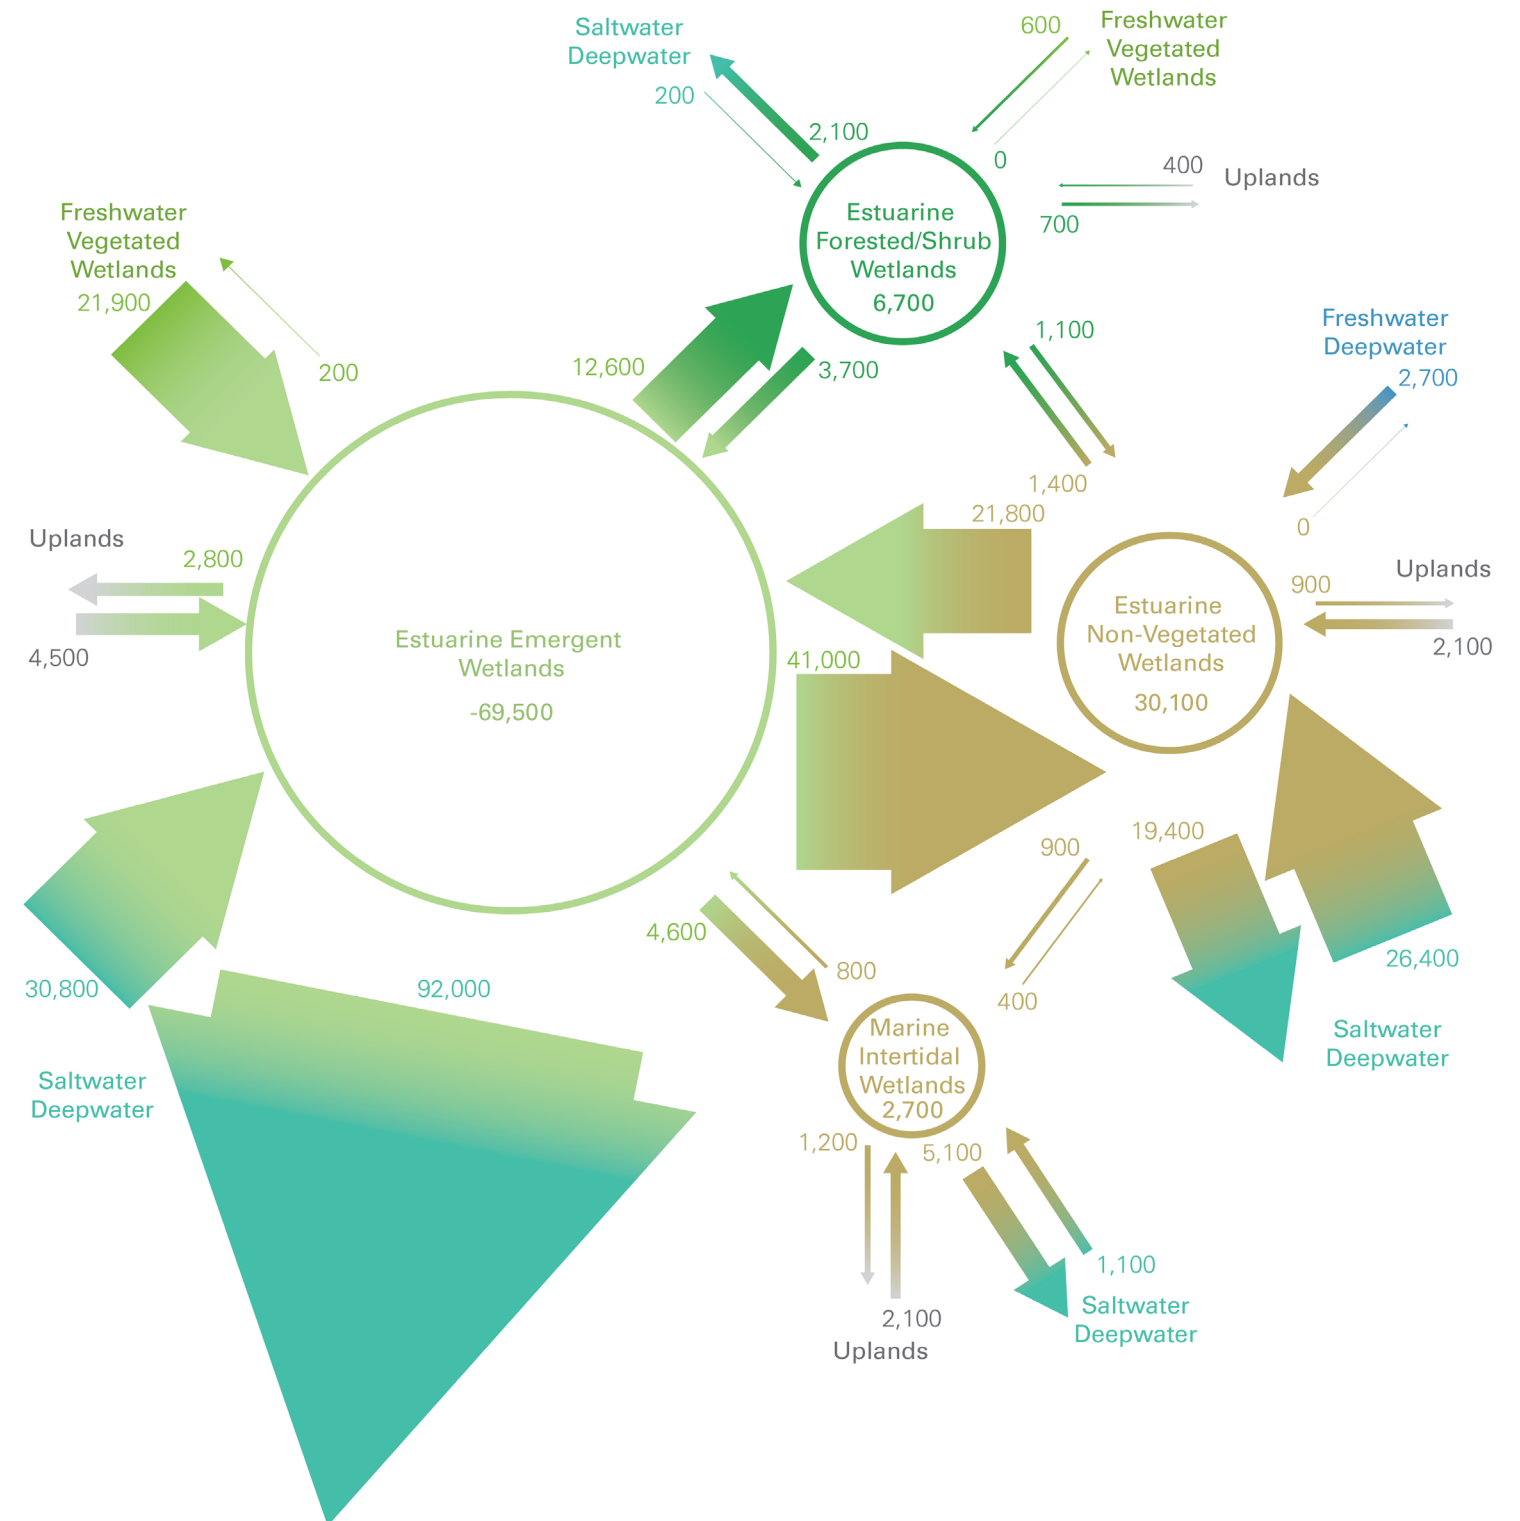 Saltwater
Deepwater
200
2,100
600
Freshwater
Vegetated
Wetlands
0
400
Uplands
700
Estuarine
Forested/Shrub
Wetlands
6,700
Freshwater
Vegetated
Wetlands
21,900
200
12,600
3,700
1,100
1,400
Freshwater
Deepwater
2,700
0
Uplands
2,800
4,500
Estuarine Emergent
Wetlands
-69,500
21,800
41,000
Estuarine
Non-Vegetated
Wetlands
30,100
900
Uplands
2,100
30,800
Saltwater
Deepwater
92,000
4,600
800
900
400
19,400
26,400
Saltwater
Deepwater
Marine
Intertidal
Wetlands
2,700
1,200
5,100
2,100
Uplands
1,100
Saltwater
Deepwater